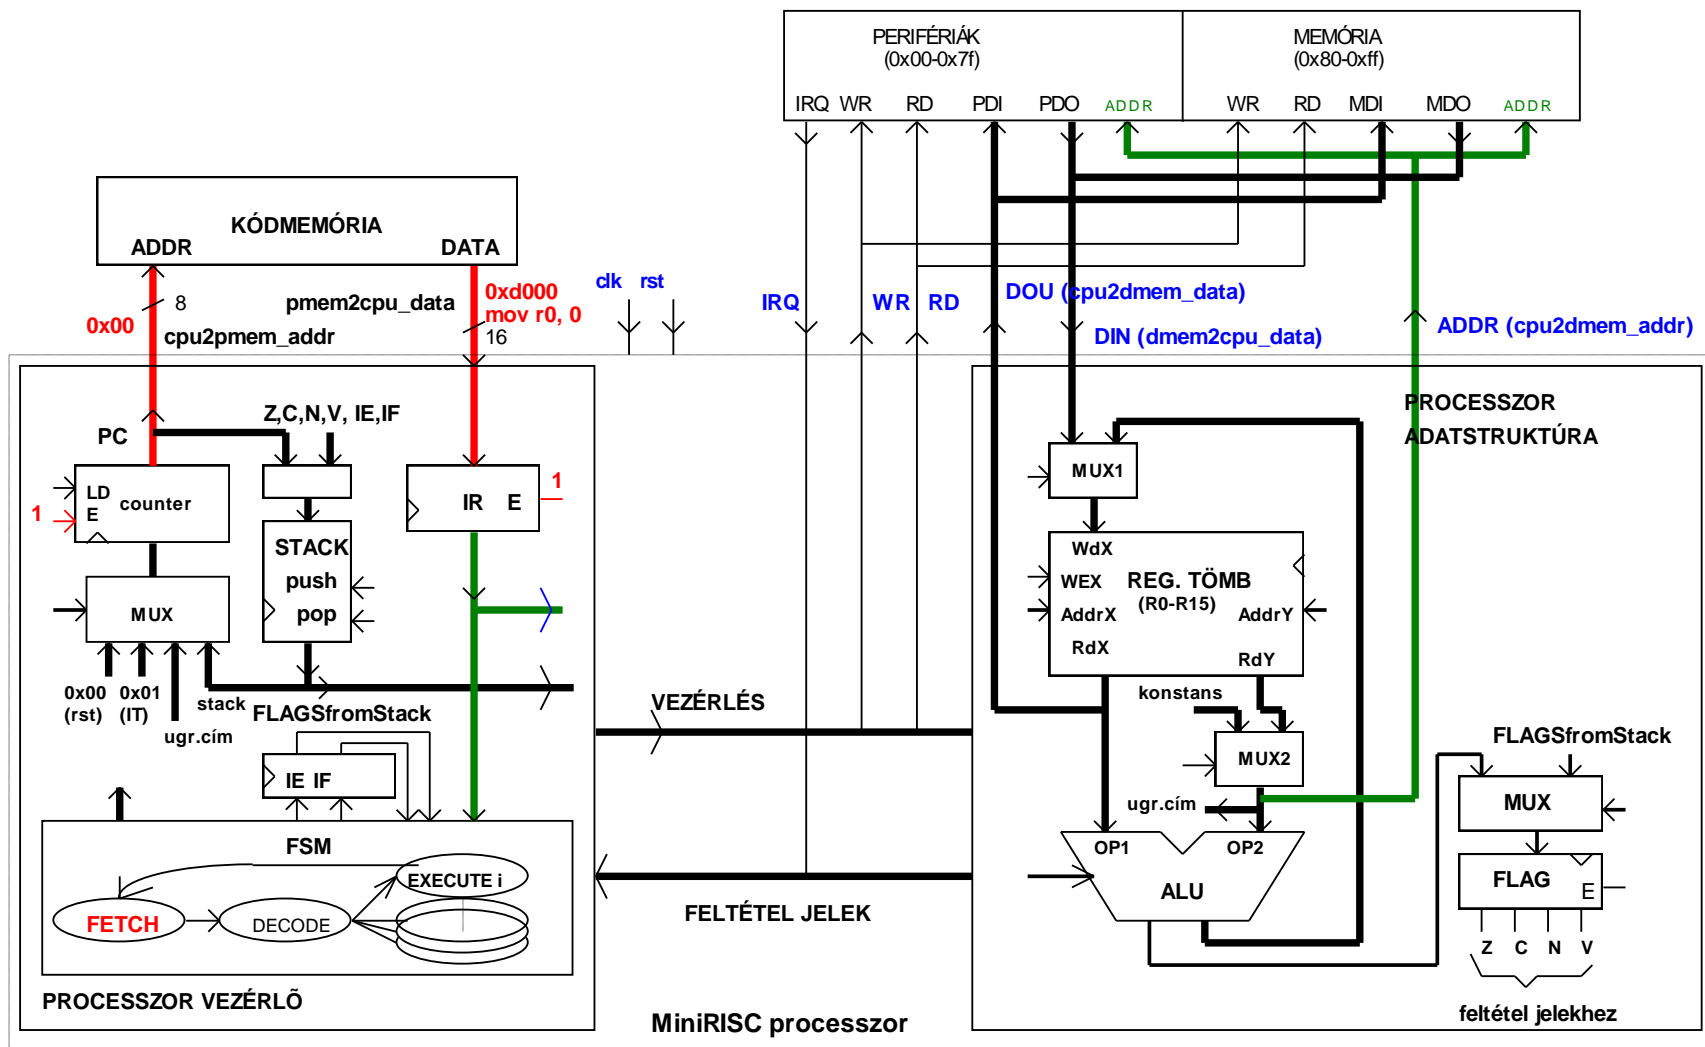 PERIFÉRIÁK
(0x00-0x7f)
MEMÓRIA
(0x80-0xff)
IRQ WR RD PDI PDO ADDR
WR RD MDI MDO ADDR
KÓDMEMÓRIA
ADDR DATA
8
0x00
cpu2pmem_addr
pmem2cpu_data
0xd000
mov r0, 0
16
clk rst
IRQ
WR RD
DOU (cpu2dmem_data)
DIN (dmem2cpu_data)
ADDR (cpu2dmem_addr)
PC
Z,C,N,V, IE,IF
LD
E
counter
1
IR E
1
STACK
push
pop
MUX
0x00
(rst)
0x01
(IT)
ugr.cím
stack
FLAGSfromStack
IE IF
FSM
FETCH
DECODE
EXECUTE i
PROCESSZOR VEZÉRLÕ
VEZÉRLÉS
FELTÉTEL JELEK
MiniRISC processzor
PROCESSZOR
ADATSTRUKTÚRA
MUX1
WdX
WEX
REG. TÖMB
(R0-R15)
AddrX
AddrY
RdX
RdY
konstans
MUX2
ugr.cím
OP1 OP2
ALU
FLAGSfromStack
MUX
FLAG
E
Z C N V
feltétel jelekhez